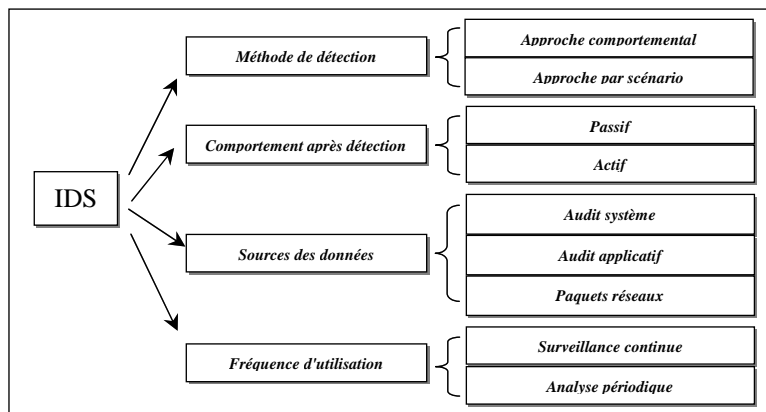 IDS
Méthode de détection
Approche comportemental
Approche par scénario
Comportement après détection
Passif
Actif
Sources des données
Audit système
Audit applicatif
Paquets réseaux
Fréquence d'utilisation
Surveillance continue
Analyse périodique